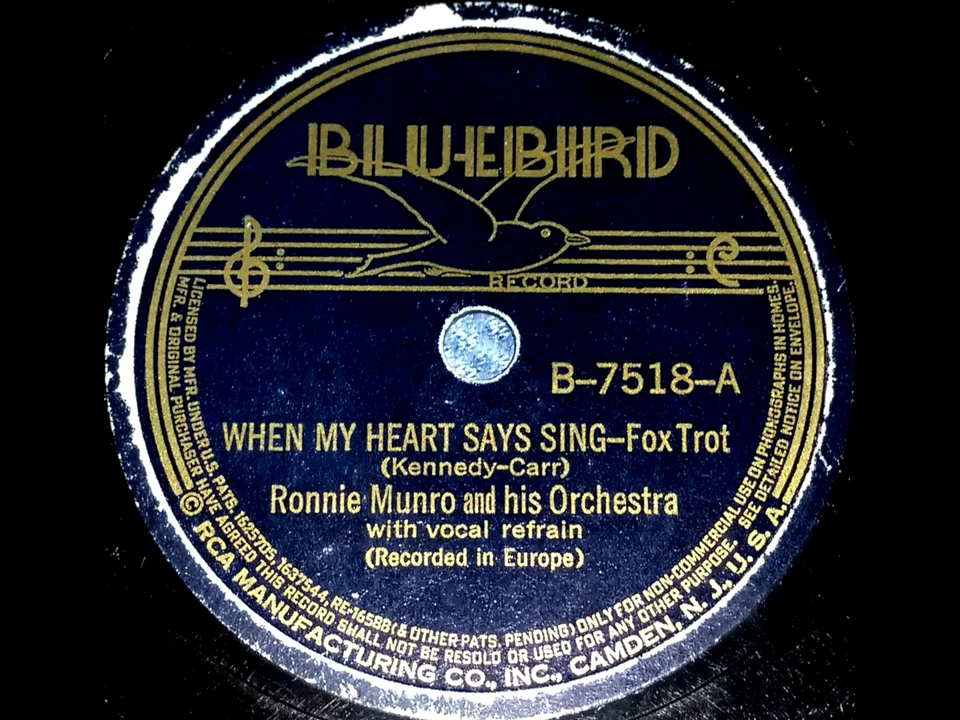 BLUEBIRD
RECORD
B-7518-A
WHEN MY HEART SAYS SING-Fox Trot
(Kennedy-Carr)
Ronnie Munro and his Orchestra
with vocal refrain
(Recorded in Europe)
LICENSED BY MFR. UNDER U.S. PATS. 1625705, 1637544, RE-16588 (& OTHER PATS. PENDING) ONLY FOR NON-COMMERCIAL USE ON PHONOGRAPHS IN HOMES.
MFR. & ORIGINAL PURCHASER HAVE AGREED THIS RECORD SHALL NOT BE RESOLD OR USED FOR ANY OTHER PURPOSE. SEE DETAILED NOTICE ON ENVELOPE.
© RCA MANUFACTURING CO., INC., CAMDEN, N. J., U. S. A.